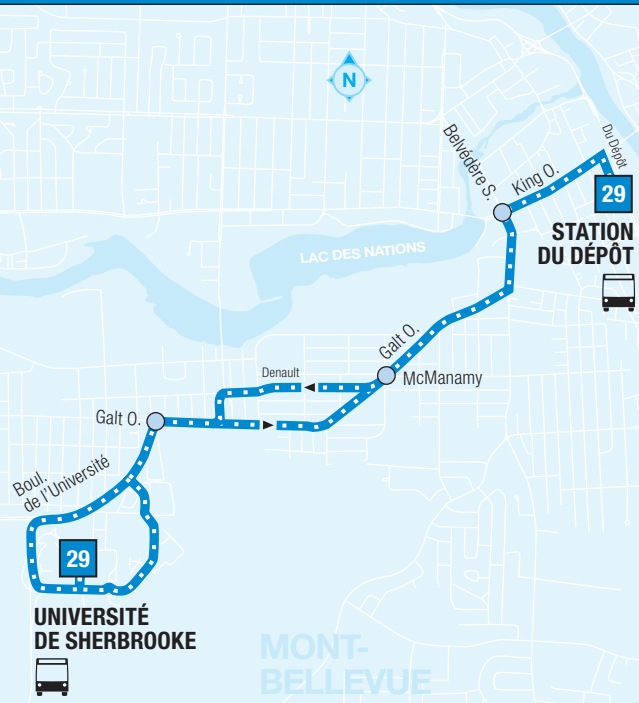 N
Du Dépôt
Belvédère S.
King O.
29
STATION
DU DÉPÔT
LAC DES NATIONS
Galt O.
Denault
McManamy
Galt O.
Boul.
de l'Université
29
UNIVERSITÉ
DE SHERBROOKE
MONT-
BELLEVUE